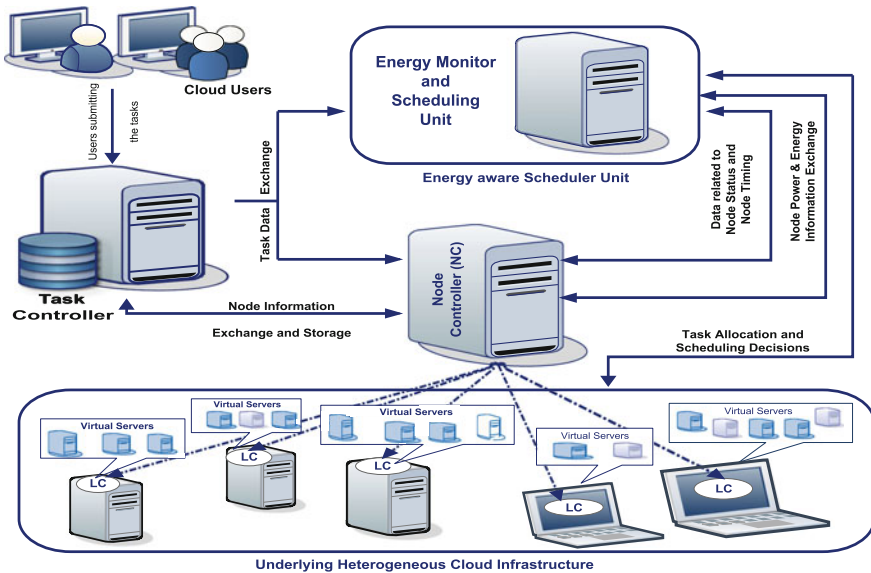 Cloud Users
Users submitting
the tasks
Energy Monitor
and
Scheduling
Unit
Energy aware Scheduler Unit
Task Data Exchange
Data related to
Node Status and
Node Timing
Node Power & Energy
Information Exchange
Node
Controller (NC)
Task
Controller
Node Information
Exchange and Storage
Task Allocation and
Scheduling Decisions
Virtual Servers
LC
Virtual Servers
LC
Virtual Servers
LC
Virtual Servers
LC
Virtual Servers
LC
Underlying Heterogeneous Cloud Infrastructure